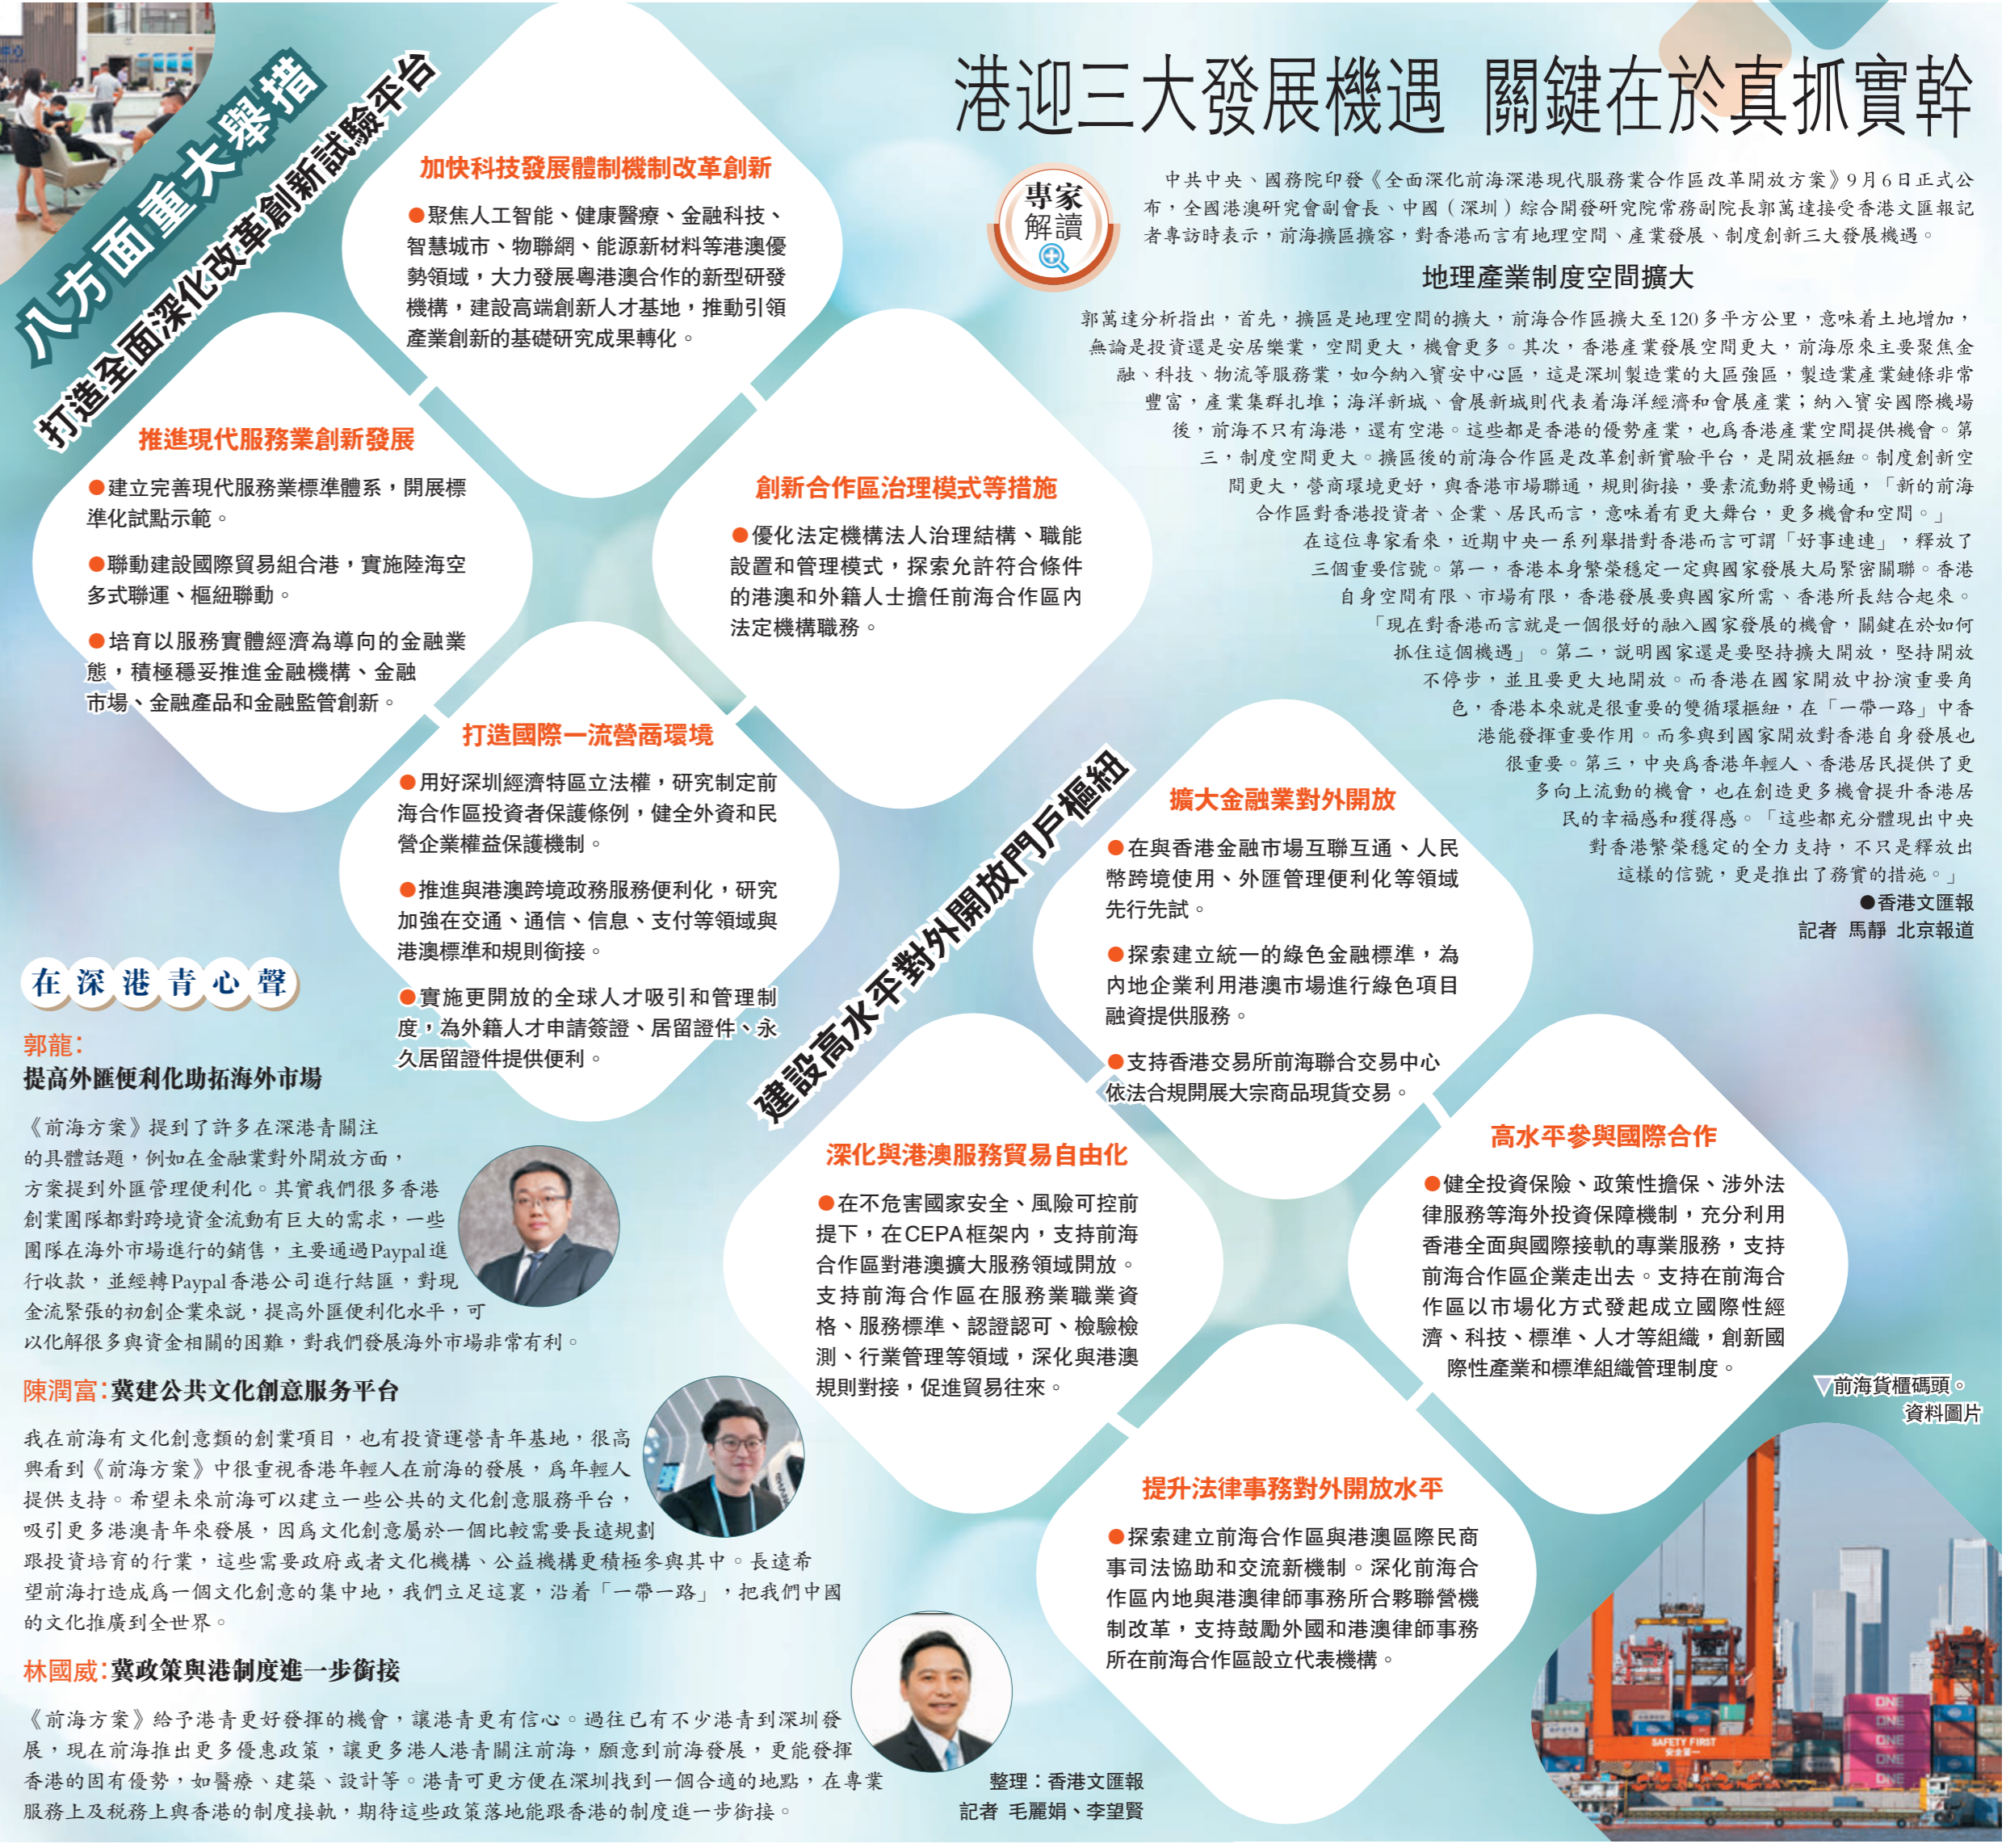 八方面重大舉措
打造全面深化改革創新試驗平台
加快科技發展體制機制改革創新
●聚焦人工智能、健康醫療、金融科技、
智慧城市、物聯網、能源新材料等港澳優
勢領域，大力發展粵港澳合作的新型研發
機構，建設高端創新人才基地，推動引領
產業創新的基礎研究成果轉化。
推進現代服務業創新發展
●建立完善現代服務業標準體系，開展標
準化試點示範。
●聯動建設國際貿易組合港，實施陸海空
多式聯運、樞紐聯動。
●培育以服務實體經濟為導向的金融業
態，積極穩妥推進金融機構、金融
市場、金融產品和金融監管創新。
創新合作區治理模式等措施
●優化法定機構法人治理結構、職能
設置和管理模式，探索允許符合條件
的港澳和外籍人士擔任前海合作區內
法定機構職務。
打造國際一流營商環境
●用好深圳經濟特區立法權，研究制定前
海合作區投資者保護條例，健全外資和民
營企業權益保護機制。
●推進與港澳跨境政務服務便利化，研究
加強在交通、通信、信息、支付等領域與
港澳標準和規則銜接。
●實施更開放的全球人才吸引和管理制
度，為外籍人才申請簽證、居留證件、永
久居留證件提供便利。
建設高水平對外開放門戶樞紐
擴大金融業對外開放
●在與香港金融市場互聯互通、人民
幣跨境使用、外匯管理便利化等領域
先行先試。
●探索建立統一的綠色金融標準，為
內地企業利用港澳市場進行綠色項目
融資提供服務。
●支持香港交易所前海聯合交易中心
依法合規開展大宗商品現貨交易。
深化與港澳服務貿易自由化
●在不危害國家安全、風險可控前
提下，在CEPA框架內，支持前海
合作區對港澳擴大服務領域開放。
支持前海合作區在服務業職業資
格、服務標準、認證認可、檢驗檢
測、行業管理等領域，深化與港澳
規則對接，促進貿易往來。
高水平參與國際合作
●健全投資保險、政策性擔保、涉外法
律服務等海外投資保障機制，充分利用
香港全面與國際接軌的專業服務，支持
前海合作區企業走出去。支持在前海合
作區以市場化方式發起成立國際性經
濟、科技、標準、人才等組織，創新國
際性產業和標準組織管理制度。
提升法律事務對外開放水平
●探索建立前海合作區與港澳區際民商
事司法協助和交流新機制。深化前海合
作區內地與港澳律師事務所合夥聯營機
制改革，支持鼓勵外國和港澳律師事務
所在前海合作區設立代表機構。
港迎三大發展機遇 關鍵在於真抓實幹
專家
解讀
中共中央、國務院印發《全面深化前海深港現代服務業合作區改革開放方案》9月6日正式公
布，全國港澳研究會副會長、中國（深圳）綜合開發研究院常務副院長郭萬達接受香港文匯報記
者專訪時表示，前海擴區擴容，對香港而言有地理空間、產業發展、制度創新三大發展機遇。
地理產業制度空間擴大
郭萬達分析指出，首先，擴區是地理空間的擴大，前海合作區擴大至120多平方公里，意味着土地增加，
無論是投資還是安居樂業，空間更大，機會更多。其次，香港產業發展空間更大，前海原來主要聚焦金
融、科技、物流等服務業，如今納入寶安中心區，這是深圳製造業的大區強區，製造業產業鏈條非常
豐富，產業集群扎堆；海洋新城、會展新城則代表着海洋經濟和會展產業；納入寶安國際機場
後，前海不只有海港，還有空港。這些都是香港的優勢產業，也為香港產業空間提供機會。第
三，制度空間更大。擴區後的前海合作區是改革創新實驗平台，是開放樞紐。制度創新空
間更大，營商環境更好，與香港市場聯通，規則銜接，要素流動將更暢通，「新的前海
合作區對香港投資者、企業、居民而言，意味着有更大舞台，更多機會和空間。」
在這位專家看來，近期中央一系列舉措對香港而言可謂「好事連連」，釋放了
三個重要信號。第一，香港本身繁榮穩定一定與國家發展大局緊密關聯。香港
自身空間有限、市場有限，香港發展要與國家所需、香港所長結合起來。
「現在對香港而言就是一個很好的融入國家發展的機會，關鍵在於如何
抓住這個機遇」。第二，說明國家還是要堅持擴大開放，堅持開放
不停步，並且要更大地開放。而香港在國家開放中扮演重要角
色，香港本來就是很重要的雙循環樞紐，在「一帶一路」中香
港能發揮重要作用。而參與到國家開放對香港自身發展也
很重要。第三，中央為香港年輕人、香港居民提供了更
多向上流動的機會，也在創造更多機會提升香港居
民的幸福感和獲得感。「這些都充分體現出中央
對香港繁榮穩定的全力支持，不只是釋放出
這樣的信號，更是推出了務實的措施。」
●香港文匯報
記者 馬靜 北京報道
在深港青心聲
郭龍：
提高外匯便利化助拓海外市場
《前海方案》提到了許多在深港青關注
的具體話題，例如在金融業對外開放方面，
方案提到外匯管理便利化。其實我們很多香港
創業團隊都對跨境資金流動有巨大的需求，一些
團隊在海外市場進行的銷售，主要通過Paypal進
行收款，並經轉Paypal香港公司進行結匯，對現
金流緊張的初創企業來說，提高外匯便利化水平，可
以化解很多與資金相關的困難，對我們發展海外市場非常有利。
陳潤富：冀建公共文化創意服務平台
我在前海有文化創意類的創業項目，也有投資運營青年基地，很高
興看到《前海方案》中很重視香港年輕人在前海的發展，為年輕人
提供支持。希望未來前海可以建立一些公共的文化創意服務平台，
吸引更多港澳青年來發展，因為文化創意屬於一個比較需要長遠規劃
跟投資培育的行業，這些需要政府或者文化機構、公益機構更積極參與其中。長遠希
望前海打造成為一個文化創意的集中地，我們立足這裏，沿着「一帶一路」，把我們中國
的文化推廣到全世界。
林國威：冀政策與港制度進一步銜接
《前海方案》給予港青更好發揮的機會，讓港青更有信心。過往已有不少港青到深圳發
展，現在前海推出更多優惠政策，讓更多港人港青關注前海，願意到前海發展，更能發揮
香港的固有優勢，如醫療、建築、設計等。港青可更方便在深圳找到一個合適的地點，在專業
服務上及稅務上與香港的制度接軌，期待這些政策落地能跟香港的制度進一步銜接。
整理：香港文匯報
記者 毛麗娟、李望賢
▼前海貨櫃碼頭。
資料圖片
SAFETY FIRST
安全第一
ONE
ONE
ONE
ONE
ONE